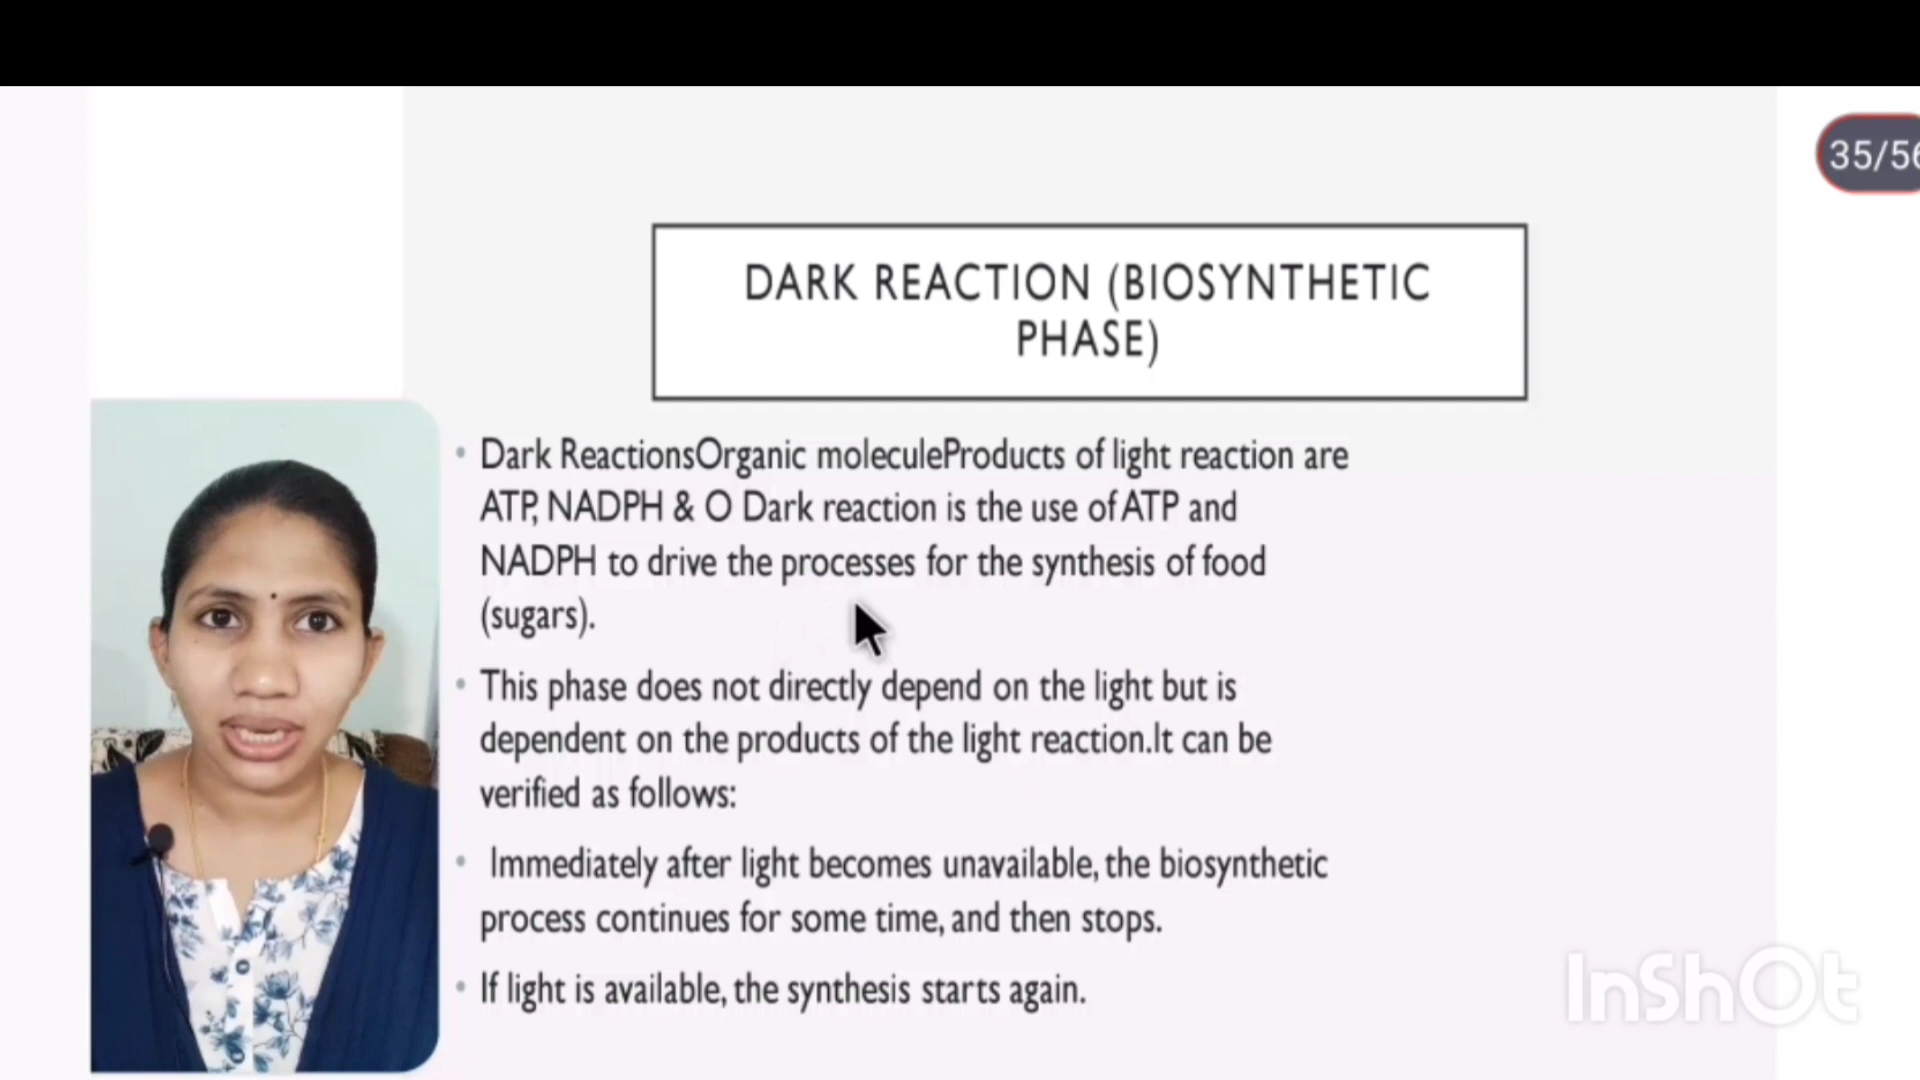 35/56
DARK REACTION (BIOSYNTHETIC
PHASE)
• Dark ReactionsOrganic moleculeProducts of light reaction are
ATP, NADPH & O Dark reaction is the use of ATP and
NADPH to drive the processes for the synthesis of food
(sugars).
• This phase does not directly depend on the light but is
dependent on the products of the light reaction.It can be
verified as follows:
• Immediately after light becomes unavailable, the biosynthetic
process continues for some time, and then stops.
• If light is available, the synthesis starts again.
InShOt